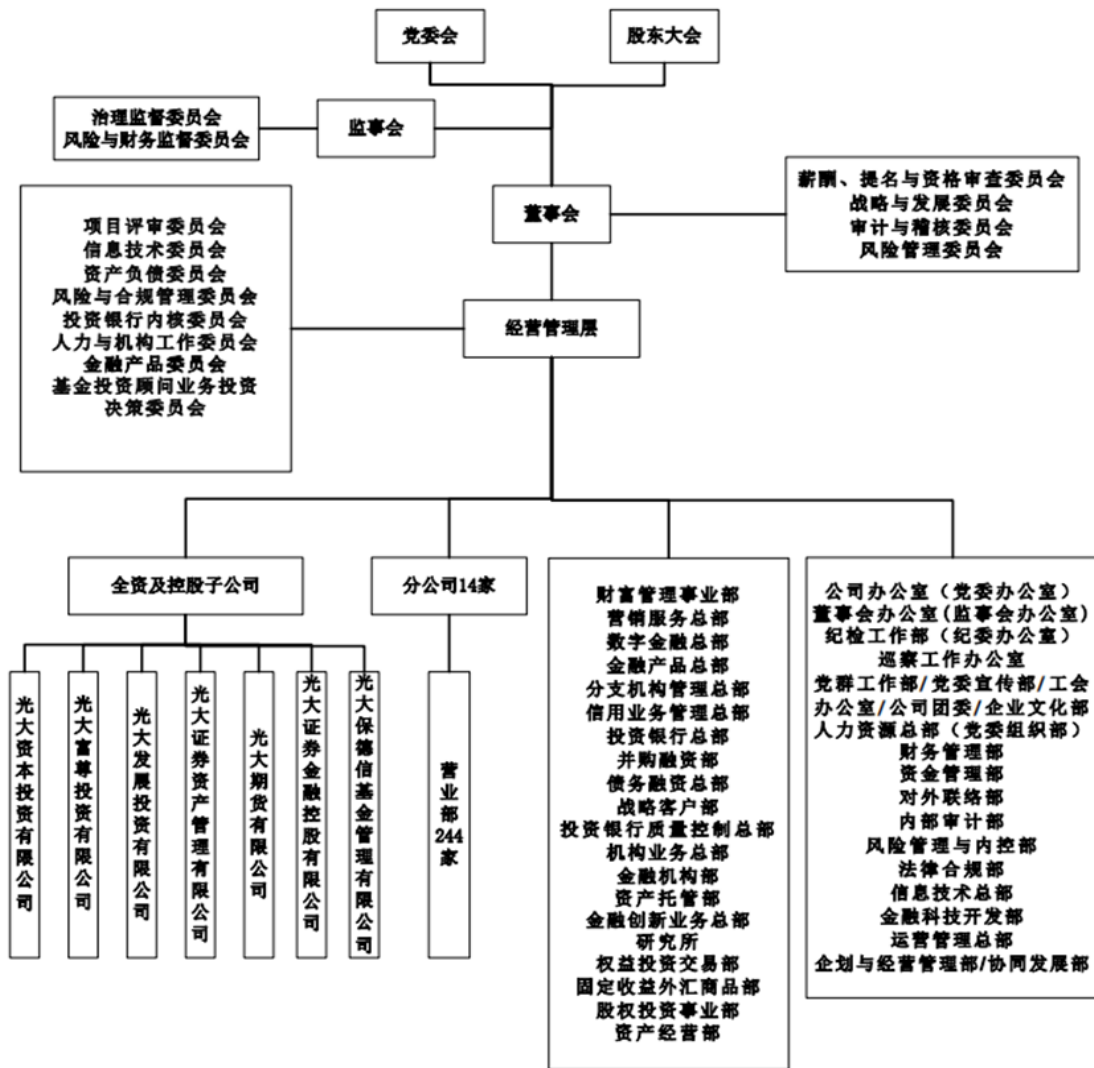 党委会
股东大会
治理监督委员会
风险与财务监督委员会
监事会
薪酬、提名与资格审查委员会
战略与发展委员会
审计与稽核委员会
风险管理委员会
董事会
项目评审委员会
信息技术委员会
资产负债委员会
风险与合规管理委员会
投资银行内核委员会
人力与机构工作委员会
金融产品委员会
基金投资顾问业务投资
决策委员会
经营管理层
全资及控股子公司
分公司14家
光大资本投资有限公司
光大富尊投资有限公司
光大发展投资有限公司
光大证券资产管理有限公司
光大期货有限公司
光大证券金融控股有限公司
光大保德信基金管理有限公司
营业部244家
财富管理事业部
营销服务总部
数字金融总部
金融产品总部
分支机构管理总部
信用业务管理总部
投资银行总部
并购融资部
债务融资总部
战略客户部
投资银行质量控制总部
机构业务总部
金融机构部
资产托管部
金融创新业务总部
研究所
权益投资交易部
固定收益外汇商品部
股权投资事业部
资产经营部
公司办公室（党委办公室）
董事会办公室(监事会办公室)
纪检工作部（纪委办公室）
巡察工作办公室
党群工作部/党委宣传部/工会
办公室/公司团委/企业文化部
人力资源总部（党委组织部）
财务管理部
资金管理部
对外联络部
内部审计部
风险管理与内控部
法律合规部
信息技术总部
金融科技开发部
运营管理总部
企划与经营管理部/协同发展部